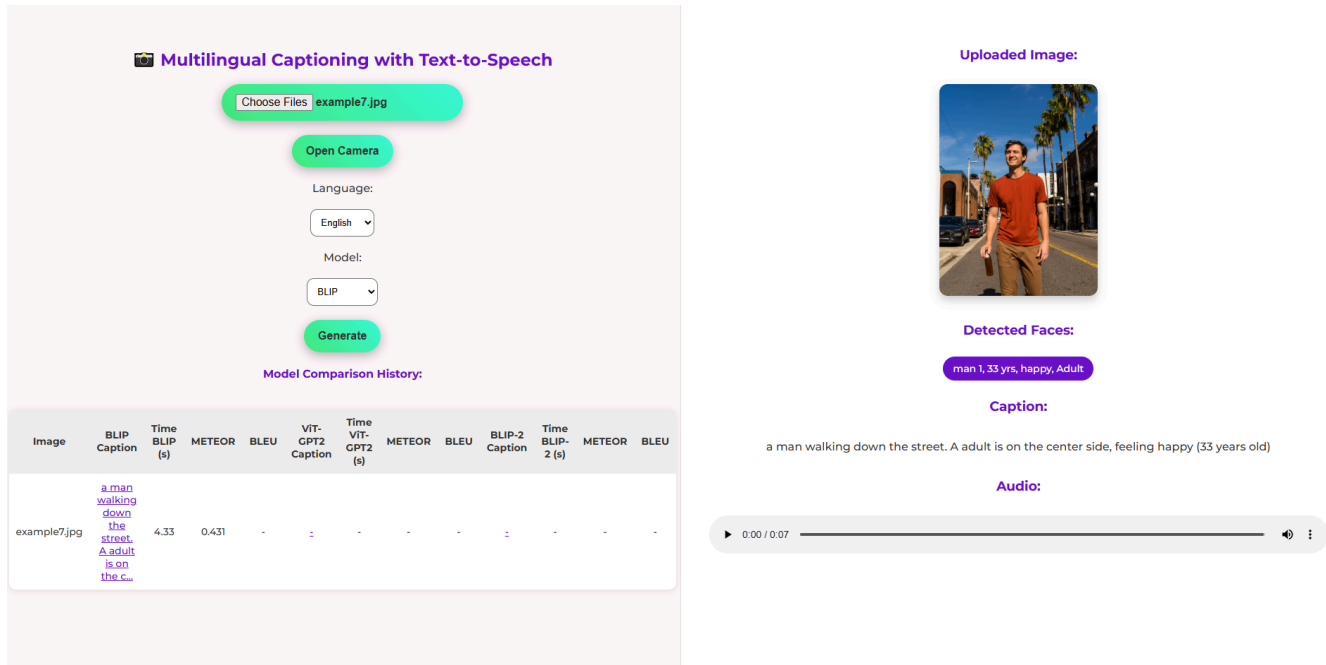 📸 Multilingual Captioning with Text-to-Speech
Choose Files example7.jpg
Open Camera
Language:
English
Model:
BLIP
Generate
Model Comparison History:
Image
BLIP
Caption
Time
BLIP
(s)
METEOR
BLEU
ViT-
GPT2
Caption
Time
ViT-
GPT2
(s)
METEOR
BLEU
BLIP-2
Caption
Time
BLIP-
2 (s)
METEOR
BLEU
example7.jpg
a man
walking
down
the
street.
A adult
is on
the c...
4.33
0.431
-
-
-
-
-
-
-
-
-
Uploaded Image:
Detected Faces:
man 1, 33 yrs, happy, Adult
Caption:
a man walking down the street. A adult is on the center side, feeling happy (33 years old)
Audio:
0:00 / 0:07